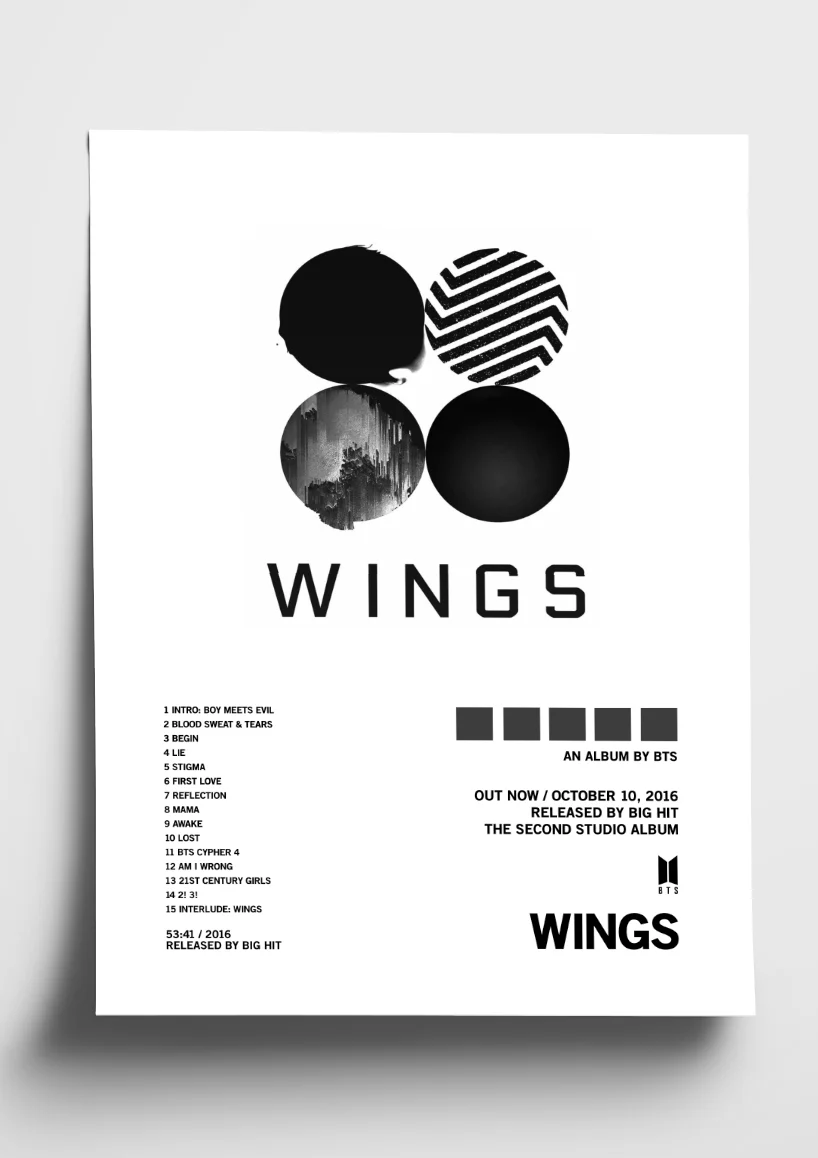 WINGS
1 INTRO: BOY MEETS EVIL
2 BLOOD SWEAT & TEARS
3 BEGIN
4 LIE
5 STIGMA
6 FIRST LOVE
7 REFLECTION
8 MAMA
9 AWAKE
10 LOST
11 BTS CYPHER 4
12 AM I WRONG
13 21ST CENTURY GIRLS
14 2! 3!
15 INTERLUDE: WINGS
53:41 / 2016
RELEASED BY BIG HIT
AN ALBUM BY BTS
OUT NOW / OCTOBER 10, 2016
RELEASED BY BIG HIT
THE SECOND STUDIO ALBUM
BTS
WINGS